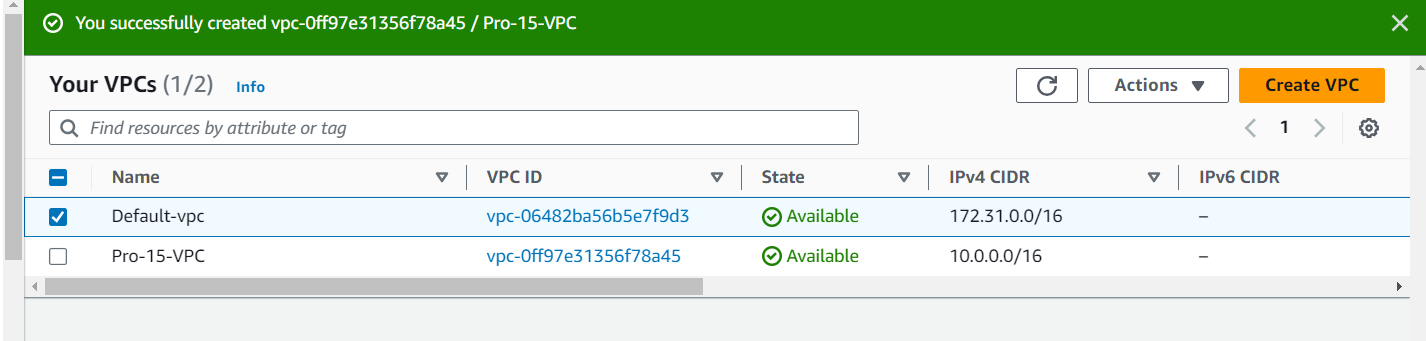 You successfully created vpc-0ff97e31356f78a45 / Pro-15-VPC
Your VPCs (1/2) Info Actions Create VPC
Find resources by attribute or tag 1
Name VPC ID State IPv4 CIDR IPv6 CIDR
Default-vpc vpc-06482ba56b5e7f9d3 Available 172.31.0.0/16 –
Pro-15-VPC vpc-0ff97e31356f78a45 Available 10.0.0.0/16 –